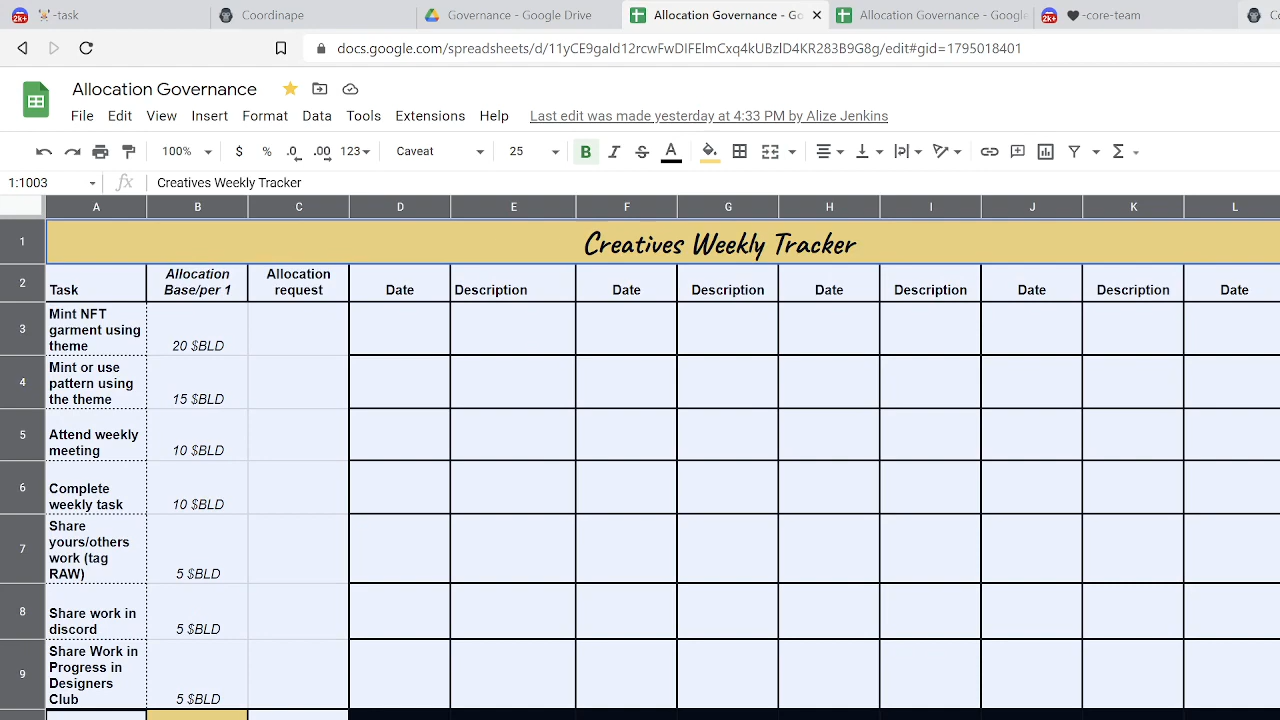 2k+ -task
Coordinape
Governance - Google Drive
Allocation Governance - Go
Allocation Governance - Google
2k+ -core-team
C
docs.google.com/spreadsheets/d/11yCE9gaId12rcwFwDIFEImCxq4kUBzlD4KR283B9G8g/edit#gid=1795018401
Allocation Governance
File Edit View Insert Format Data Tools Extensions Help Last edit was made yesterday at 4:33 PM by Alize Jenkins
100% $ % .0 .00 123 Caveat 25 B I S A
1:1003 fx Creatives Weekly Tracker
A B C D E F G H I J K L
1 Creatives Weekly Tracker
2 Task Allocation Base/per 1 Allocation request Date Description Date Description Date Description Date Description Date
3 Mint NFT garment using theme 20 $BLD
4 Mint or use pattern using the theme 15 $BLD
5 Attend weekly meeting 10 $BLD
6 Complete weekly task 10 $BLD
7 Share yours/others work (tag RAW) 5 $BLD
8 Share work in discord 5 $BLD
9 Share Work in Progress in Designers Club 5 $BLD